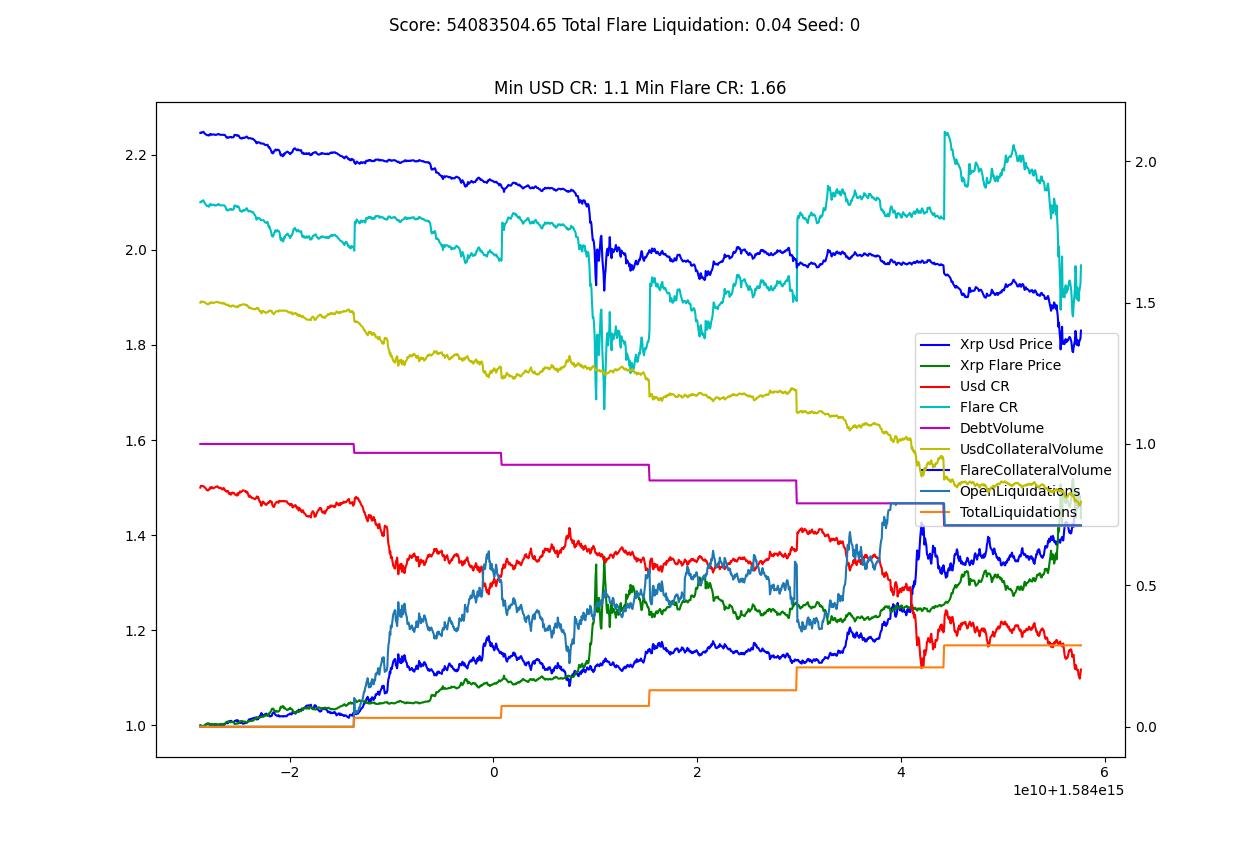 Score: 54083504.65 Total Flare Liquidation: 0.04 Seed: 0
Min USD CR: 1.1 Min Flare CR: 1.66
2.2
2.0
1.8
1.6
1.4
1.2
1.0
2.0
1.5
1.0
0.5
0.0
Xrp Usd Price
Xrp Flare Price
Usd CR
Flare CR
DebtVolume
UsdCollateralVolume
FlareCollateralVolume
OpenLiquidations
TotalLiquidations
−2
0
2
4
6
1e10+1.584e15